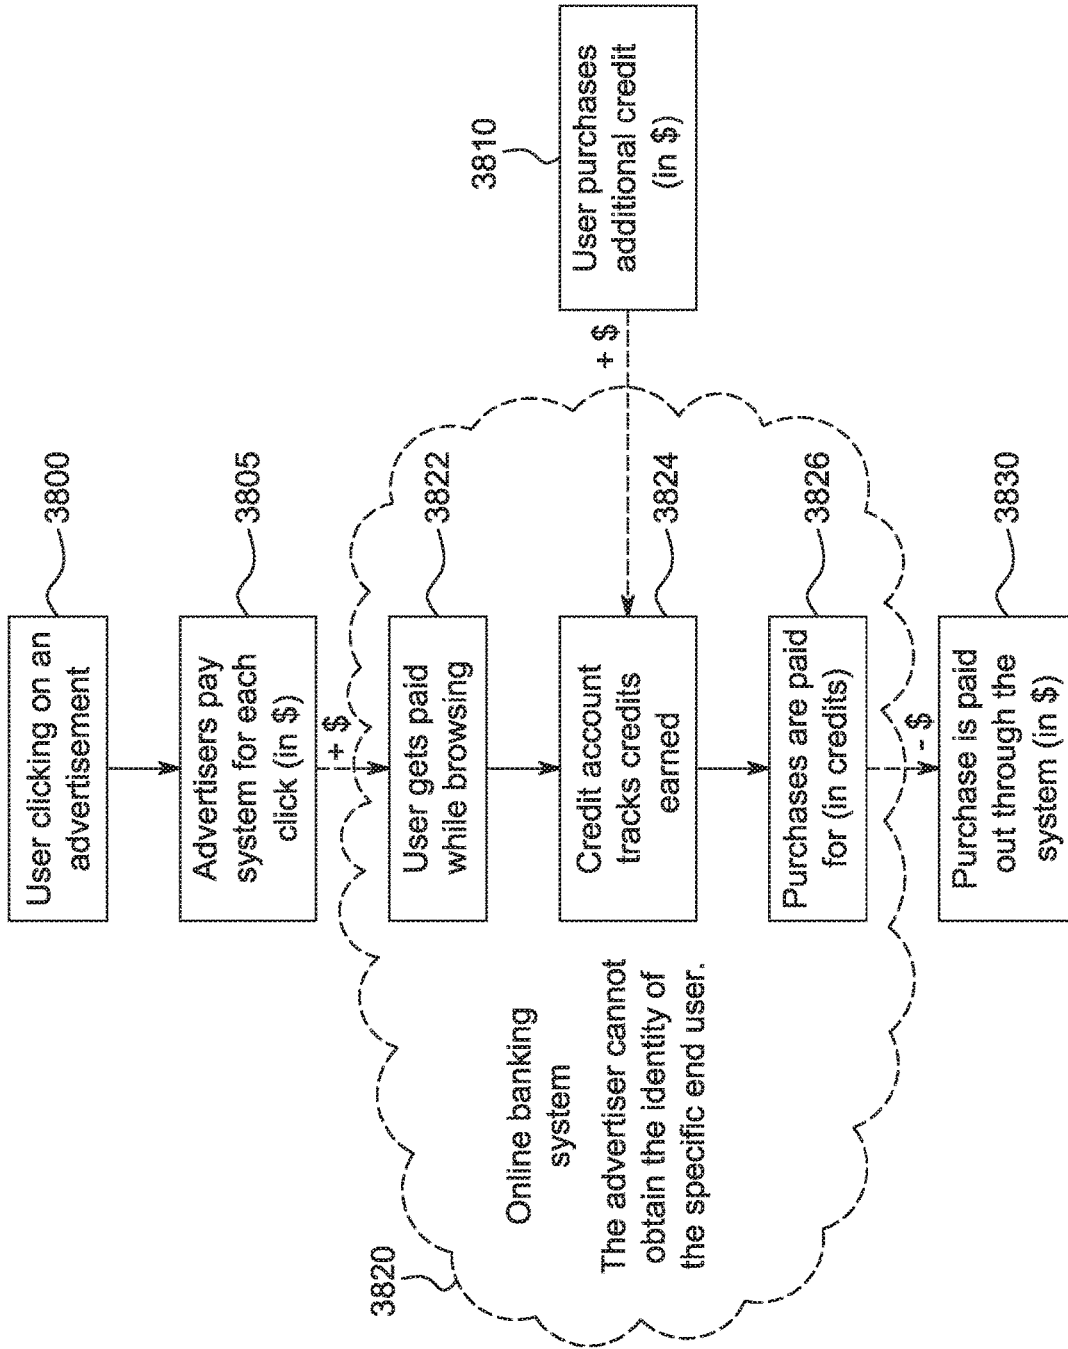 User clicking on an
advertisement
3800
Advertisers pay
system for each
click (in $)
3805
+ $
User gets paid
while browsing
3822
Credit account
tracks credits
earned
3824
+ $
User purchases
additional credit
(in $)
3810
Purchases are paid
for (in credits)
3826
- $
Purchase is paid
out through the
system (in $)
3830
3820
Online banking
system
The advertiser cannot
obtain the identity of
the specific end user.